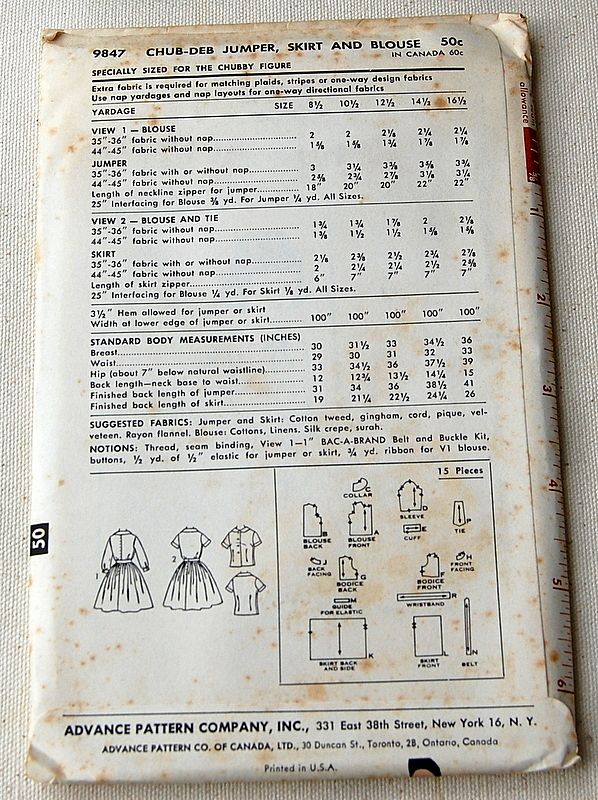 9847 CHUB-DEB JUMPER, SKIRT AND BLOUSE 50c
IN CANADA 60c
SPECIALLY SIZED FOR THE CHUBBY FIGURE
Extra fabric is required for matching plaids, stripes or one-way design fabrics
Use nap yardages and nap layouts for one-way directional fabrics
YARDAGE SIZE 8½ 10½ 12½ 14½ 16½
VIEW 1 — BLOUSE
35"-36" fabric without nap 2 2 2⅛ 2¼ 2¼
44"-45" fabric without nap 1⅝ 1⅝ 1¾ 1⅞ 1⅞
JUMPER
35"-36" fabric with or without nap 3 3¼ 3⅜ 3⅝ 3¾
44"-45" fabric without nap 2⅝ 2¾ 2⅞ 3⅛ 3¼
Length of neckline zipper for jumper 18" 20" 20" 22" 22"
25" Interfacing for Blouse ⅜ yd. For Jumper ¼ yd. All Sizes.
VIEW 2 — BLOUSE AND TIE
35"-36" fabric without nap 1¾ 1¾ 1⅞ 2 2⅛
44"-45" fabric without nap 1⅜ 1½ 1½ 1⅝ 1⅝
SKIRT
35"-36" fabric with or without nap 2⅛ 2⅜ 2½ 2¾ 2⅞
44"-45" fabric without nap 2 2¼ 2¼ 2½ 2⅝
Length of skirt zipper 6" 7" 7" 7" 7"
25" Interfacing for Blouse ¼ yd. For Skirt ⅛ yd. All Sizes.
3½" Hem allowed for jumper or skirt
Width at lower edge of jumper or skirt 100" 100" 100" 100" 100"
STANDARD BODY MEASUREMENTS (INCHES)
Breast 30 31½ 33 34½ 36
Waist 29 30 31 32 33
Hip (about 7" below natural waistline) 33 34½ 36 37½ 39
Back length—neck base to waist 12 12¾ 13½ 14¼ 15
Finished back length of jumper 31 34 36 38½ 41
Finished back length of skirt 19 21¼ 22½ 24¼ 26
SUGGESTED FABRICS: Jumper and Skirt: Cotton tweed, gingham, cord, pique, vel-
veteen. Rayon flannel. Blouse: Cottons, Linens. Silk crepe, surah.
NOTIONS: Thread, seam binding, View 1—1" BAC-A-BRAND Belt and Buckle Kit,
buttons, ½ yd. of ½" elastic for jumper or skirt, ¾ yd. ribbon for V1 blouse.
15 Pieces
C
COLLAR
B
BLOUSE
BACK
A
BLOUSE
FRONT
D
SLEEVE
E
CUFF
P
TIE
J
BACK
FACING
G
BODICE
BACK
F
BODICE
FRONT
H
FRONT
FACING
M
GUIDE
FOR ELASTIC
R
WRISTBAND
K
SKIRT BACK
AND SIDE
L
SKIRT
FRONT
N
BELT
1
2
50
allowance
1
2
3
4
5
6
ADVANCE PATTERN COMPANY, INC., 331 East 38th Street, New York 16, N. Y.
ADVANCE PATTERN CO. OF CANADA, LTD., 30 Duncan St., Toronto, 2B, Ontario, Canada
Printed in U.S.A.